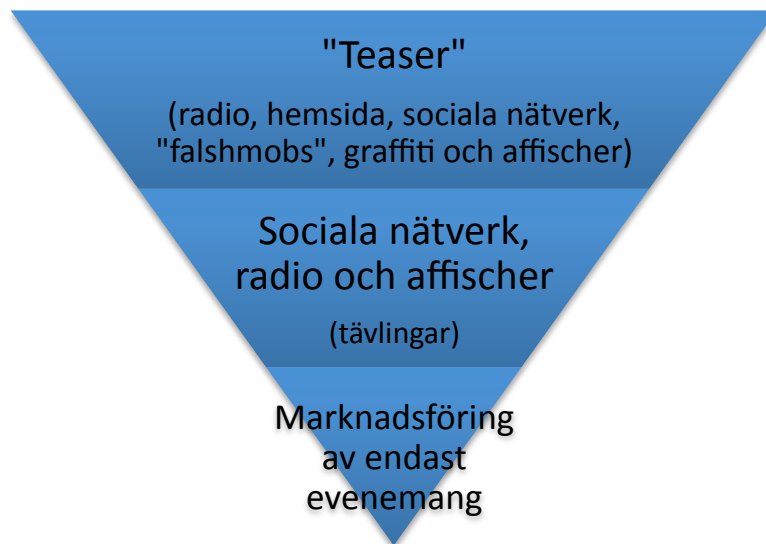 "Teaser"
(radio, hemsida, sociala nätverk,
"falshmobs", graffiti och affischer)
Sociala nätverk,
radio och affischer
(tävlingar)
Marknadsföring
av endast
evenemang